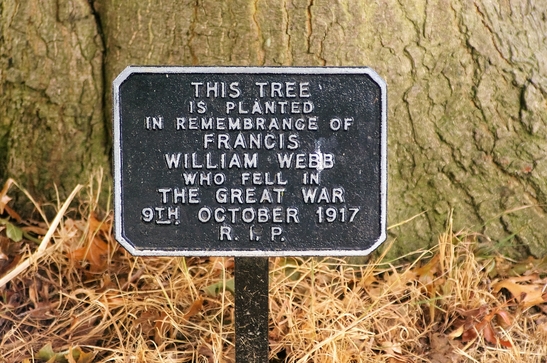 THIS TREE
IS PLANTED
IN REMEMBRANCE OF
FRANCIS
WILLIAM WEBB
WHO FELL IN
THE GREAT WAR
9TH OCTOBER 1917
R.I.P.